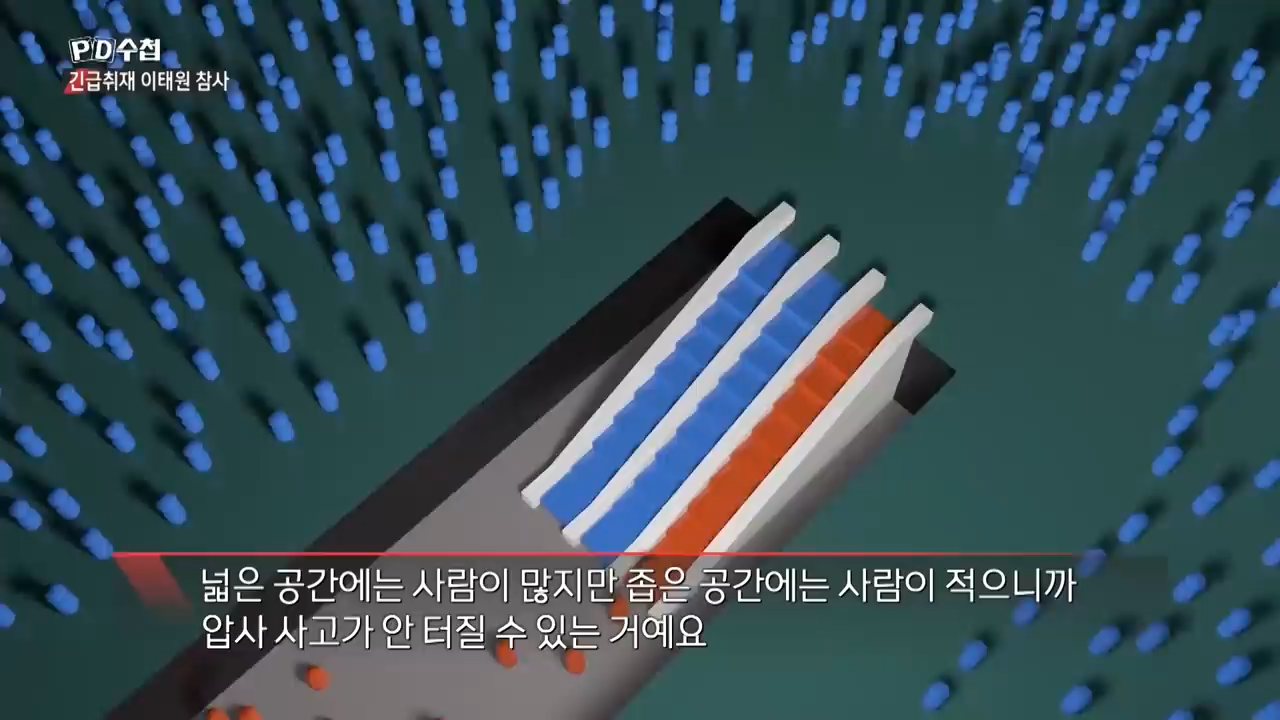 PD수첩
긴급취재 이태원 참사
넓은 공간에는 사람이 많지만 좁은 공간에는 사람이 적으니까
압사 사고가 안 터질 수 있는 거예요